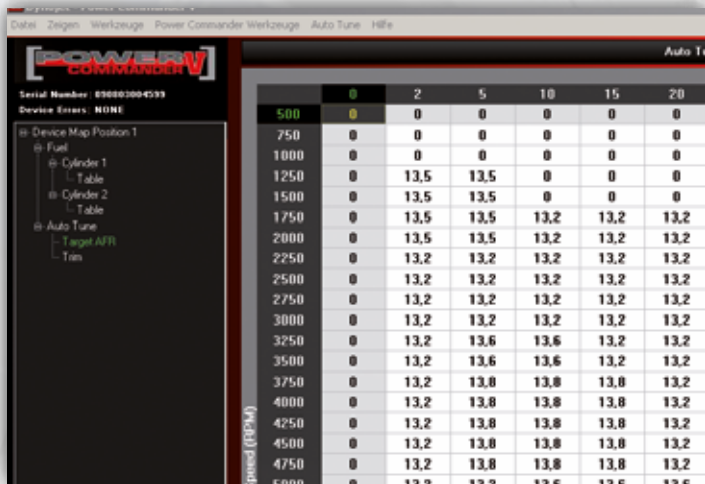 Datei Zeigen Werkzeuge Power Commander Werkzeuge Auto Tune Hilfe
POWER V
COMMANDER
Serial Number: 090803004599
Device Errors: NONE
Device Map Position 1
Fuel
Cylinder 1
Table
Cylinder 2
Table
Auto Tune
Target AFR
Trim
Auto T
0 2 5 10 15 20
500 0 0 0 0 0 0
750 0 0 0 0 0 0
1000 0 0 0 0 0 0
1250 0 13,5 13,5 0 0 0
1500 0 13,5 13,5 0 0 0
1750 0 13,5 13,5 13,2 13,2 13,2
2000 0 13,5 13,5 13,2 13,2 13,2
2250 0 13,2 13,2 13,2 13,2 13,2
2500 0 13,2 13,2 13,2 13,2 13,2
2750 0 13,2 13,2 13,2 13,2 13,2
3000 0 13,2 13,2 13,2 13,2 13,2
3250 0 13,2 13,6 13,6 13,2 13,2
3500 0 13,2 13,6 13,6 13,2 13,2
3750 0 13,2 13,8 13,8 13,8 13,2
4000 0 13,2 13,8 13,8 13,8 13,2
4250 0 13,2 13,8 13,8 13,8 13,2
4500 0 13,2 13,8 13,8 13,8 13,2
4750 0 13,2 13,8 13,8 13,8 13,2
peed (RPM)